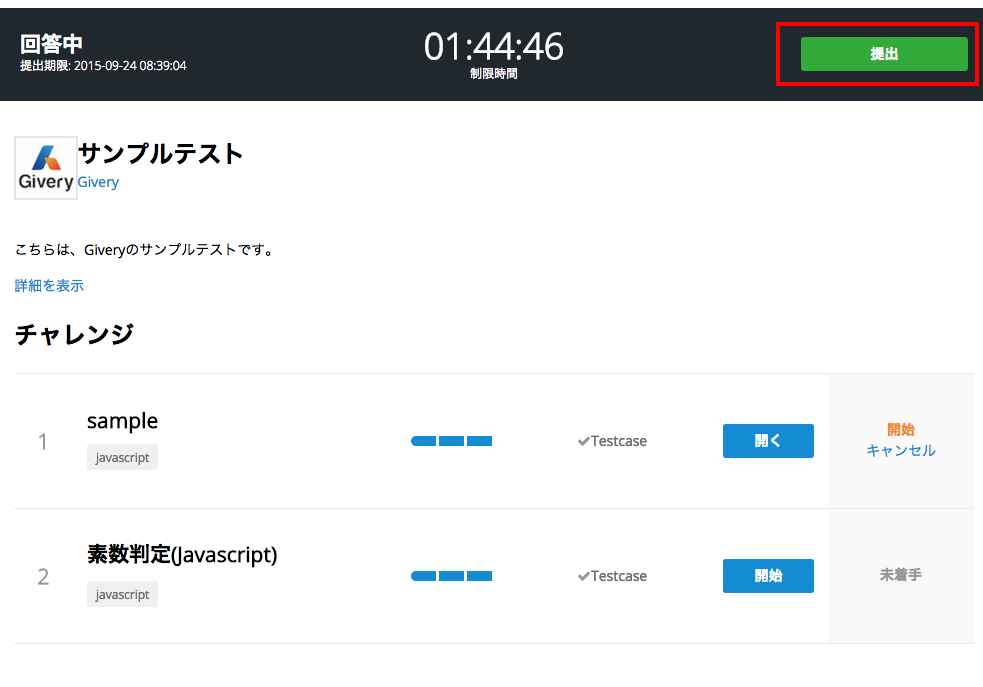 回答中
提出期限: 2015-09-24 08:39:04
01:44:46
制限時間
提出
Givery
サンプルテスト
Givery
こちらは、Giveryのサンプルテストです。
詳細を表示
チャレンジ
1
sample
javascript
Testcase
開く
開始
キャンセル
2
素数判定(Javascript)
javascript
Testcase
開始
未着手